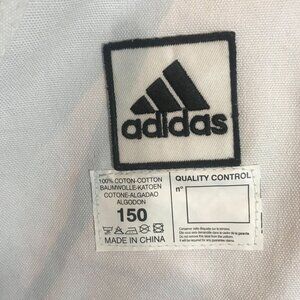 adidas
100% COTON-COTTON
BAUMWOLLE-KATOEN
COTONE-ALGADAO
ALGODON
150
MADE IN CHINA
QUALITY CONTROL
n°